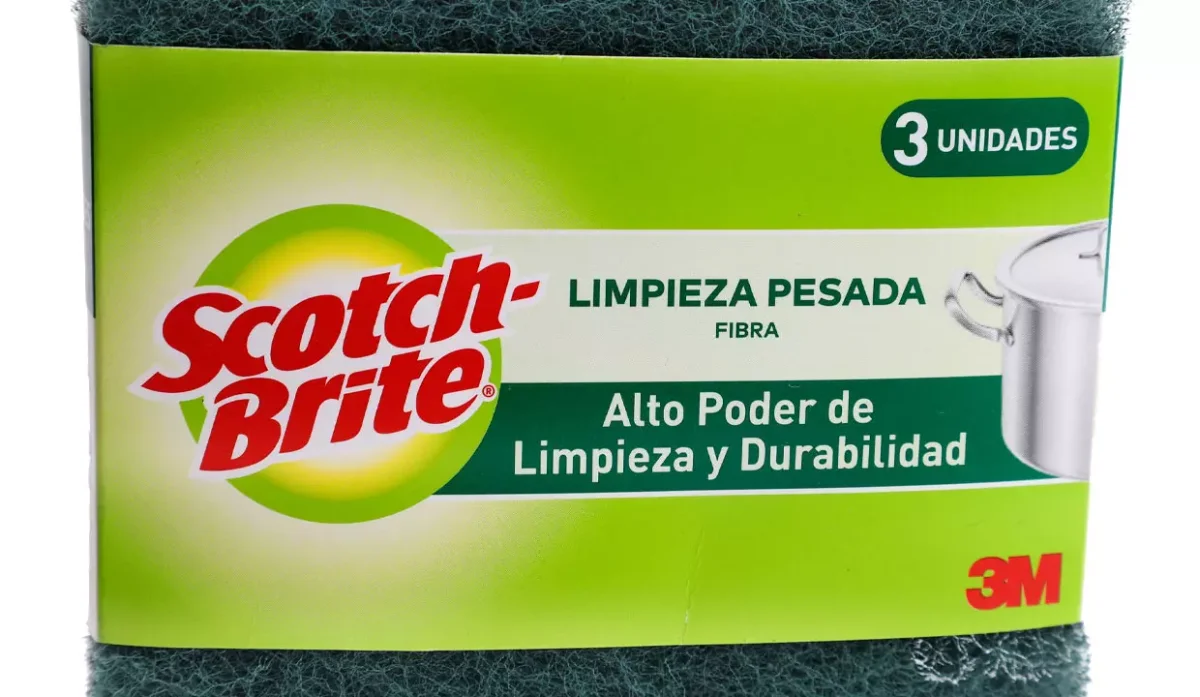 3 UNIDADES
Scotch-
Brite®
LIMPIEZA PESADA
FIBRA
Alto Poder de
Limpieza y Durabilidad
3M